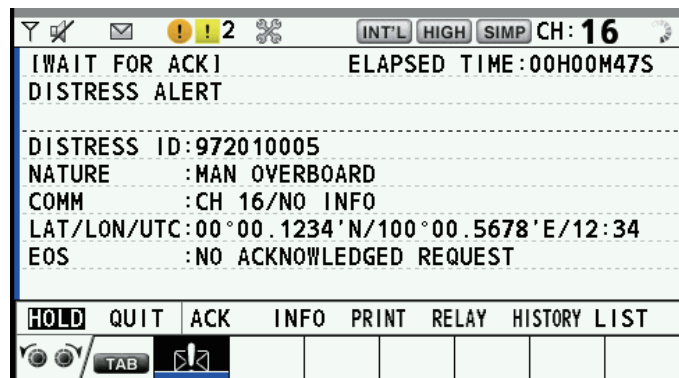 2 INT'L HIGH SIMP CH:16
[WAIT FOR ACK] ELAPSED TIME:00H00M47S
DISTRESS ALERT
DISTRESS ID:972010005
NATURE :MAN OVERBOARD
COMM :CH 16/NO INFO
LAT/LON/UTC:00°00.1234'N/100°00.5678'E/12:34
EOS :NO ACKNOWLEDGED REQUEST
HOLD QUIT ACK INFO PRINT RELAY HISTORY LIST
TAB